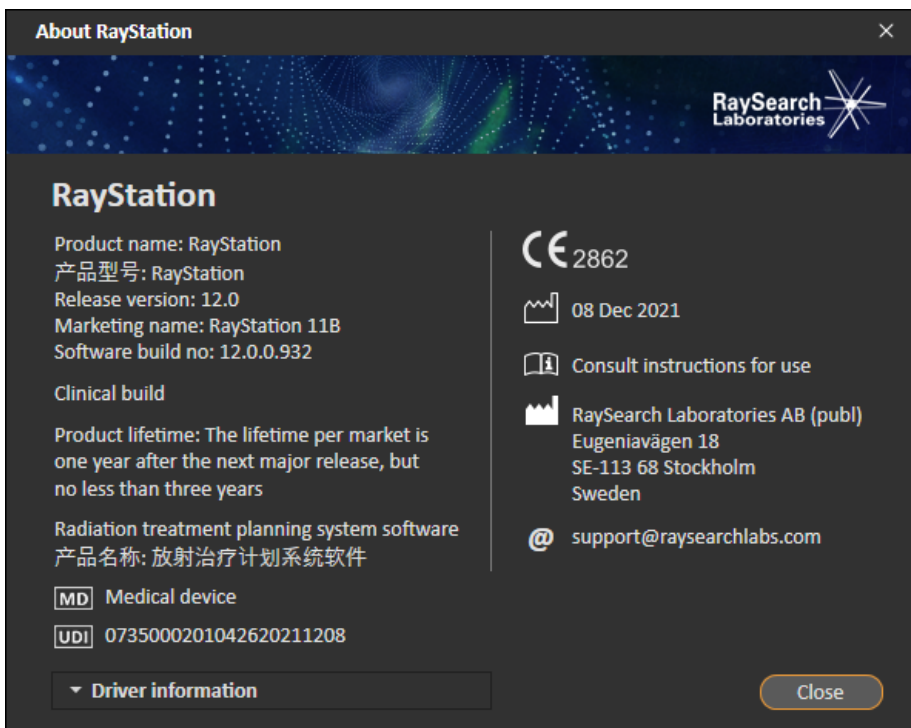 About RayStation
RaySearch
Laboratories
RayStation
Product name: RayStation
产品型号: RayStation
Release version: 12.0
Marketing name: RayStation 11B
Software build no: 12.0.0.932
Clinical build
Product lifetime: The lifetime per market is
one year after the next major release, but
no less than three years
Radiation treatment planning system software
产品名称: 放射治疗计划系统软件
MD Medical device
UDI 0735000201042620211208
Driver information
CE 2862
08 Dec 2021
Consult instructions for use
RaySearch Laboratories AB (publ)
Eugeniavägen 18
SE-113 68 Stockholm
Sweden
@ support@raysearchlabs.com
Close